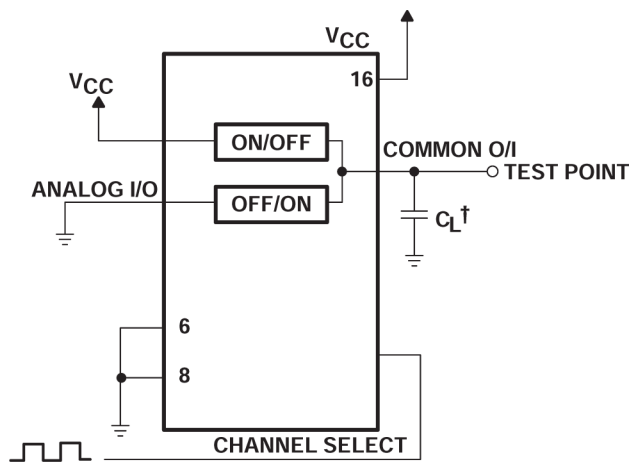 VCC
16
VCC
ON/OFF
COMMON O/I
TEST POINT
ANALOG I/O
OFF/ON
CL†
6
8
CHANNEL SELECT